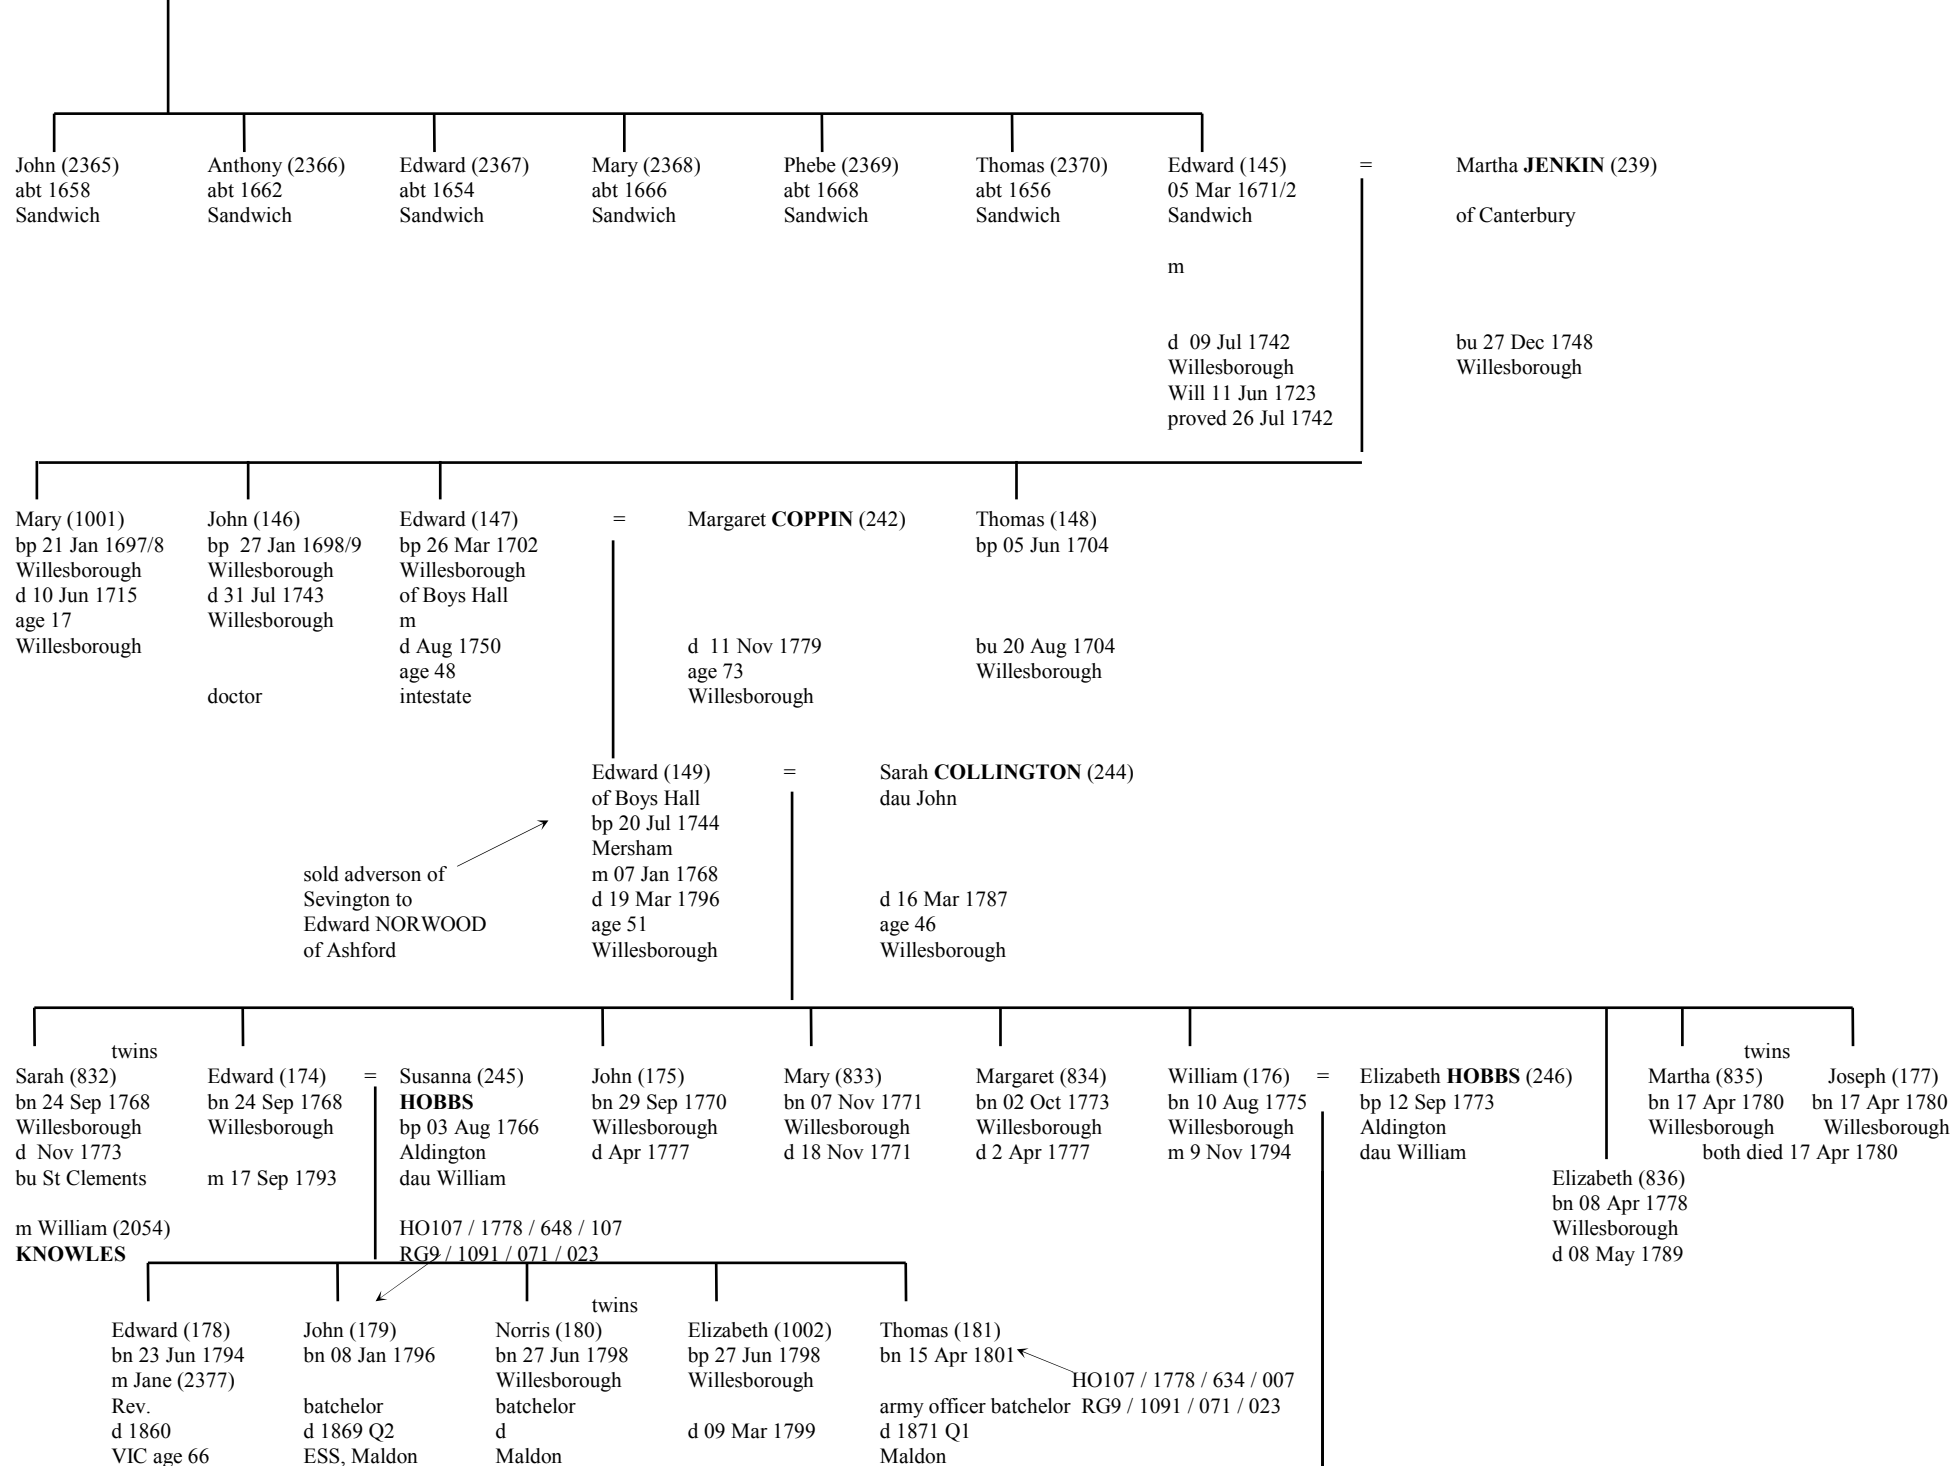 John (2365)
abt 1658
Sandwich
Anthony (2366)
abt 1662
Sandwich
Edward (2367)
abt 1654
Sandwich
Mary (2368)
abt 1666
Sandwich
Phebe (2369)
abt 1668
Sandwich
Thomas (2370)
abt 1656
Sandwich
Edward (145)
05 Mar 1671/2
Sandwich
m
d 09 Jul 1742
Willesborough
Will 11 Jun 1723
proved 26 Jul 1742
=
Martha JENKIN (239)
of Canterbury
bu 27 Dec 1748
Willesborough
Mary (1001)
bp 21 Jan 1697/8
Willesborough
d 10 Jun 1715
age 17
Willesborough
John (146)
bp 27 Jan 1698/9
Willesborough
d 31 Jul 1743
Willesborough
doctor
Edward (147)
bp 26 Mar 1702
Willesborough
of Boys Hall
m
d Aug 1750
age 48
intestate
=
Margaret COPPIN (242)
d 11 Nov 1779
age 73
Willesborough
Thomas (148)
bp 05 Jun 1704
bu 20 Aug 1704
Willesborough
sold adverson of
Sevington to
Edward NORWOOD
of Ashford
Edward (149)
of Boys Hall
bp 20 Jul 1744
Mersham
m 07 Jan 1768
d 19 Mar 1796
age 51
Willesborough
=
Sarah COLLINGTON (244)
dau John
d 16 Mar 1787
age 46
Willesborough
twins
Sarah (832)
bn 24 Sep 1768
Willesborough
d Nov 1773
bu St Clements
m William (2054)
KNOWLES
Edward (174)
bn 24 Sep 1768
Willesborough
m 17 Sep 1793
=
Susanna (245)
HOBBS
bp 03 Aug 1766
Aldington
dau William
HO107 / 1778 / 648 / 107
RG9 / 1091 / 071 / 023
John (175)
bn 29 Sep 1770
Willesborough
d Apr 1777
Mary (833)
bn 07 Nov 1771
Willesborough
d 18 Nov 1771
Margaret (834)
bn 02 Oct 1773
Willesborough
d 2 Apr 1777
William (176)
bn 10 Aug 1775
Willesborough
m 9 Nov 1794
=
Elizabeth HOBBS (246)
bp 12 Sep 1773
Aldington
dau William
Elizabeth (836)
bn 08 Apr 1778
Willesborough
d 08 May 1789
twins
Martha (835)
bn 17 Apr 1780
Willesborough
Joseph (177)
bn 17 Apr 1780
Willesborough
both died 17 Apr 1780
Edward (178)
bn 23 Jun 1794
m Jane (2377)
Rev.
d 1860
VIC age 66
John (179)
bn 08 Jan 1796
batchelor
d 1869 Q2
ESS, Maldon
twins
Norris (180)
bn 27 Jun 1798
Willesborough
batchelor
d
Maldon
Elizabeth (1002)
bp 27 Jun 1798
Willesborough
d 09 Mar 1799
Thomas (181)
bn 15 Apr 1801
army officer batchelor
d 1871 Q1
Maldon
HO107 / 1778 / 634 / 007
RG9 / 1091 / 071 / 023